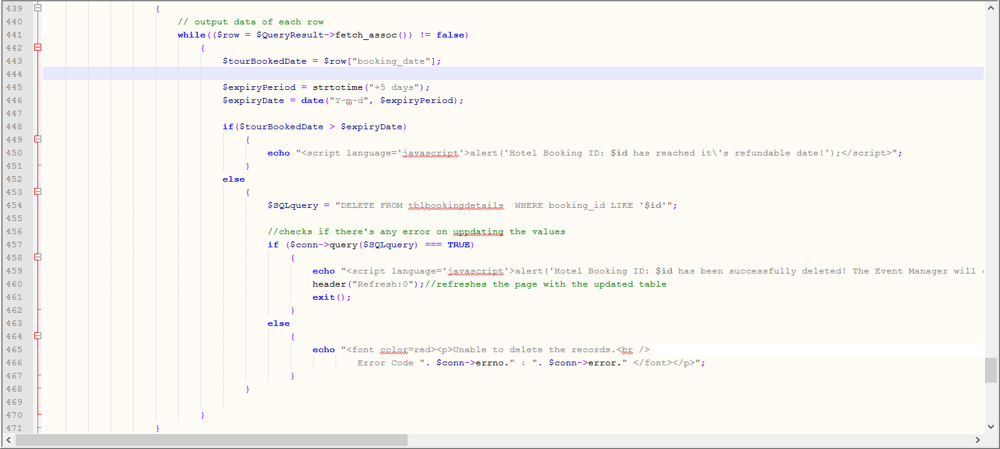 439 {
440 // output data of each row
441 while(($row = $QueryResult->fetch_assoc()) != false)
442 {
443 $tourBookedDate = $row["booking_date"];
444
445 $expiryPeriod = strtotime("+5 days");
446 $expiryDate = date("Y-m-d", $expiryPeriod);
447
448 if($tourBookedDate > $expiryDate)
449 {
450 echo "<script language='javascript'>alert('Hotel Booking ID: $id has reached it\'s refundable date!');</script>";
451 }
452 else
453 {
454 $SQLquery = "DELETE FROM tblbookingdetails  WHERE booking_id LIKE '$id'";
455
456 //checks if there's any error on uppdating the values
457 if ($conn->query($SQLquery) === TRUE)
458 {
459 echo "<script language='javascript'>alert('Hotel Booking ID: $id has been successfully deleted! The Event Manager will
460 header("Refresh:0");//refreshes the page with the updated table
461 exit();
462 }
463 else
464 {
465 echo "<font color=red><p>Unable to delete the records.<br />
466 Error Code ". $conn->errno." : ". $conn->error." </font></p>";
467 }
468 }
469
470 }
471 }